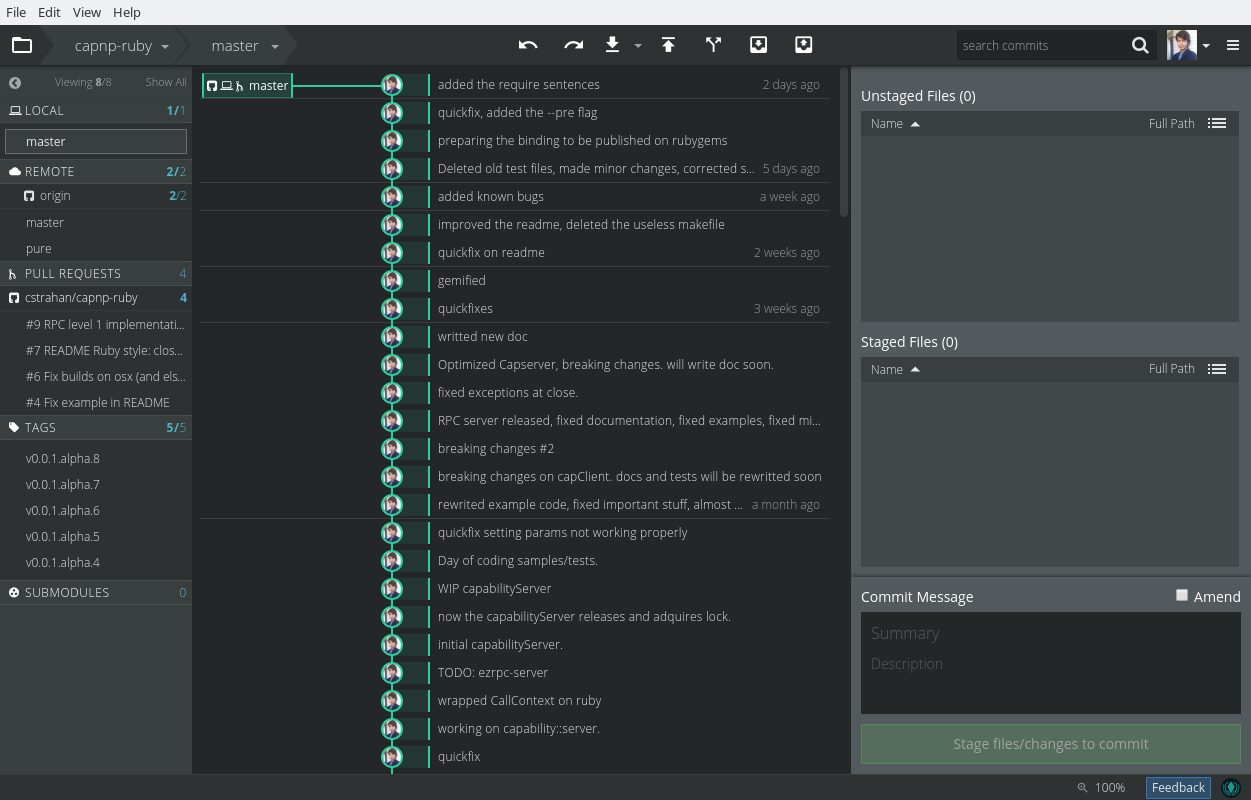 File Edit View Help
capnp-ruby master search commits
Viewing 8/8 Show All
LOCAL 1/1
master
REMOTE 2/2
origin 2/2
master
pure
PULL REQUESTS 4
cstrahan/capnp-ruby 4
#9 RPC level 1 implementati...
#7 README Ruby style: clos...
#6 Fix builds on osx (and els...
#4 Fix example in README
TAGS 5/5
v0.0.1.alpha.8
v0.0.1.alpha.7
v0.0.1.alpha.6
v0.0.1.alpha.5
v0.0.1.alpha.4
SUBMODULES 0
master added the require sentences 2 days ago
quickfix, added the --pre flag
preparing the binding to be published on rubygems
Deleted old test files, made minor changes, corrected s... 5 days ago
added known bugs a week ago
improved the readme, deleted the useless makefile
quickfix on readme 2 weeks ago
gemified
quickfixes 3 weeks ago
writted new doc
Optimized Capserver, breaking changes. will write doc soon.
fixed exceptions at close.
RPC server released, fixed documentation, fixed examples, fixed mi...
breaking changes #2
breaking changes on capClient. docs and tests will be rewritted soon
rewrited example code, fixed important stuff, almost ... a month ago
quickfix setting params not working properly
Day of coding samples/tests.
WIP capabilityServer
now the capabilityServer releases and adquires lock.
initial capabilityServer.
TODO: ezrpc-server
wrapped CallContext on ruby
working on capability::server.
quickfix
Unstaged Files (0)
Name Full Path
Staged Files (0)
Name Full Path
Commit Message Amend
Summary
Description
Stage files/changes to commit
100% Feedback